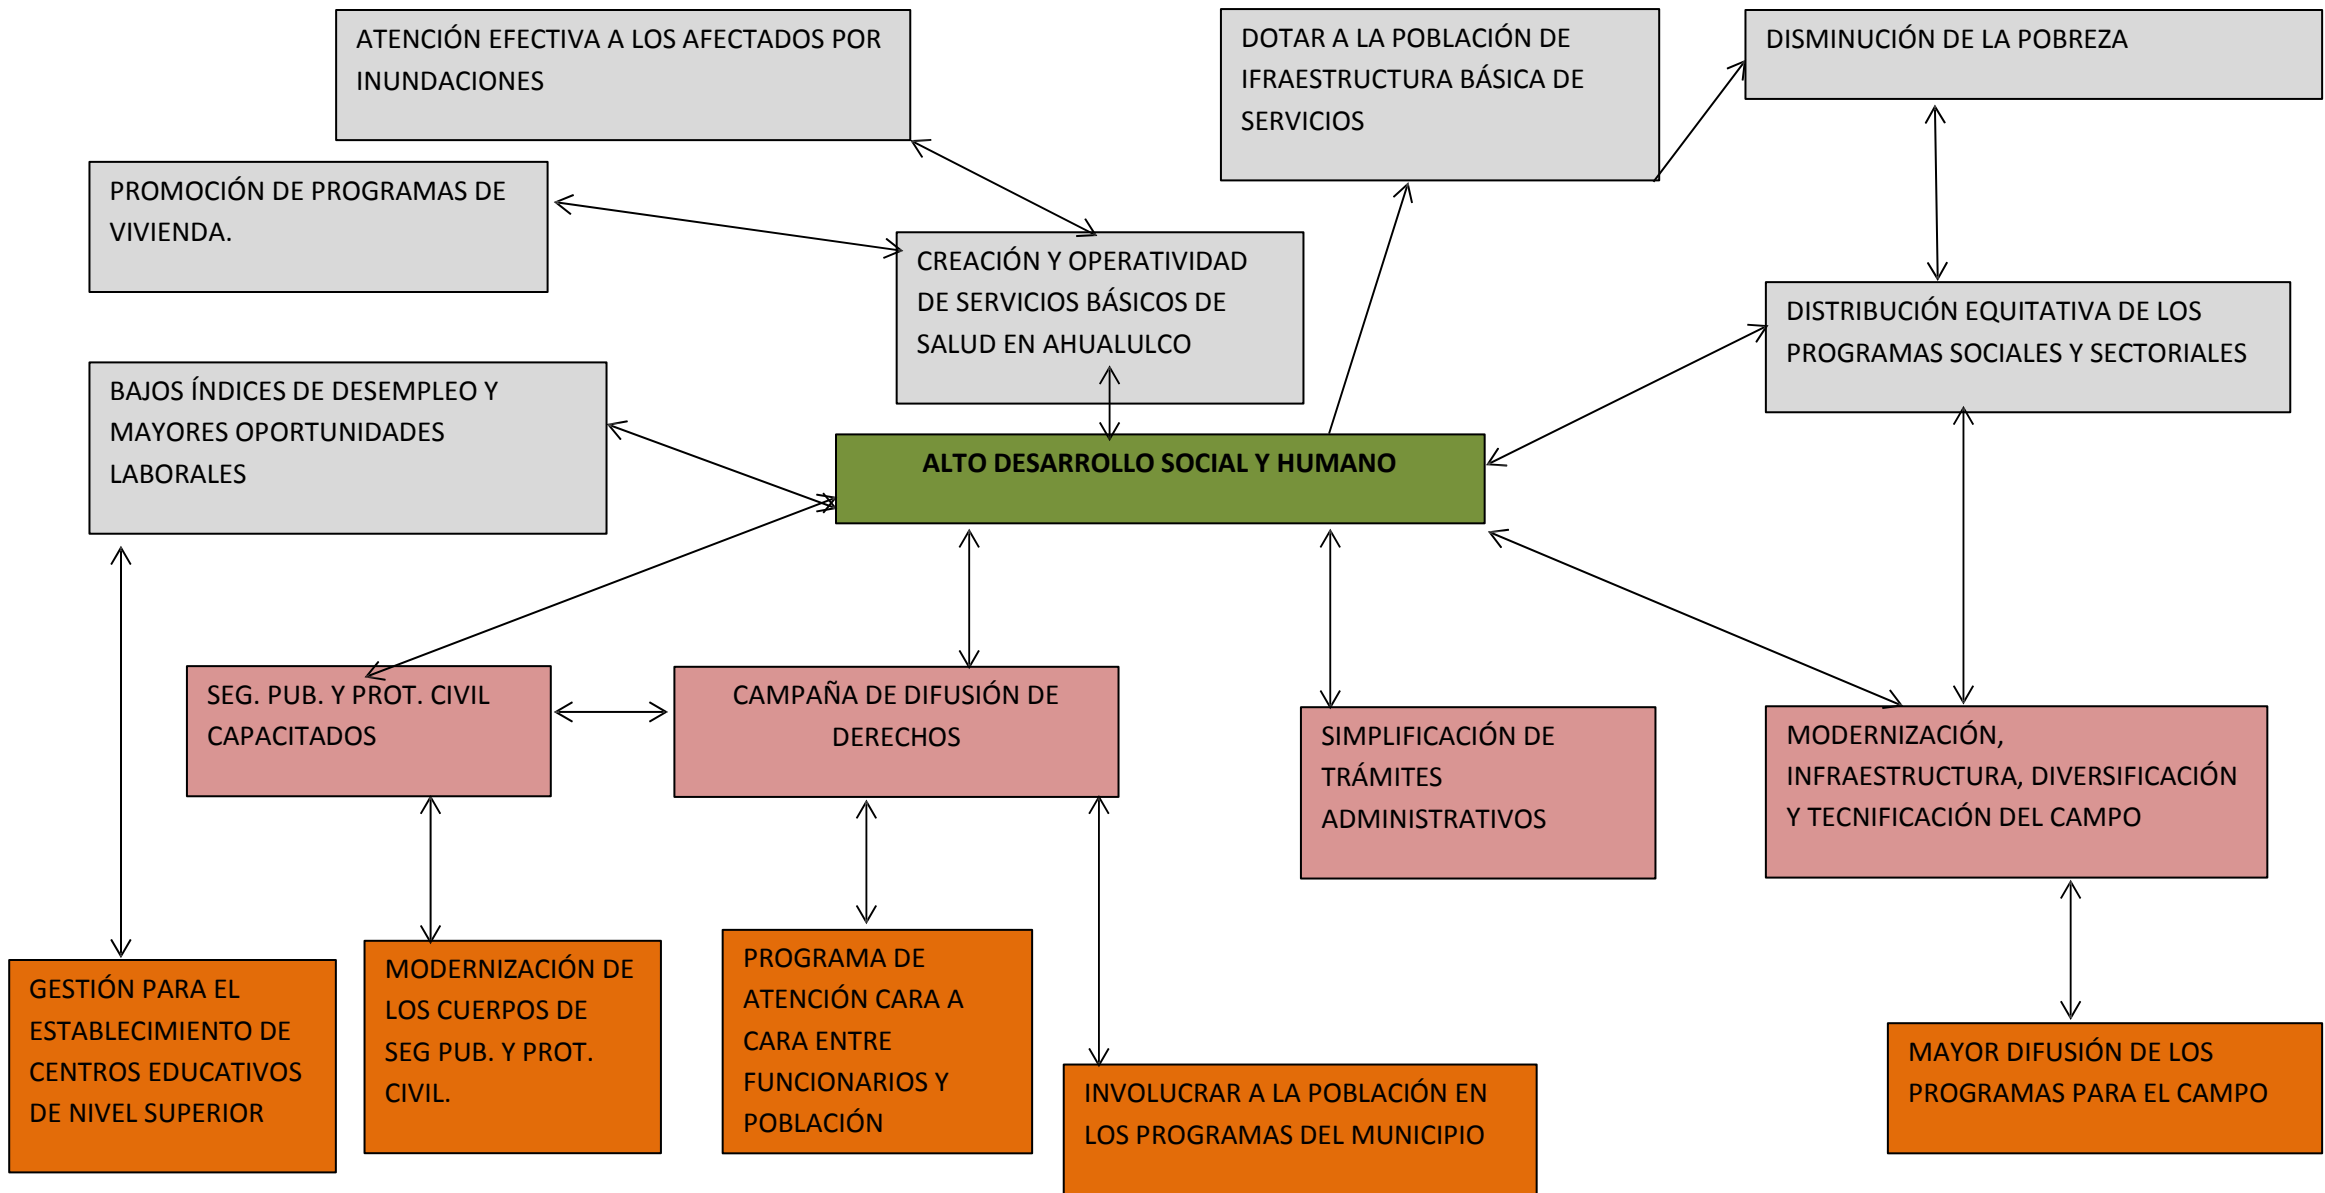 ATENCIÓN EFECTIVA A LOS AFECTADOS POR
INUNDACIONES
DOTAR A LA POBLACIÓN DE
IFRAESTRUCTURA BÁSICA DE
SERVICIOS
DISMINUCIÓN DE LA POBREZA
PROMOCIÓN DE PROGRAMAS DE
VIVIENDA.
CREACIÓN Y OPERATIVIDAD
DE SERVICIOS BÁSICOS DE
SALUD EN AHUALULCO
DISTRIBUCIÓN EQUITATIVA DE LOS
PROGRAMAS SOCIALES Y SECTORIALES
BAJOS ÍNDICES DE DESEMPLEO Y
MAYORES OPORTUNIDADES
LABORALES
ALTO DESARROLLO SOCIAL Y HUMANO
SEG. PUB. Y PROT. CIVIL
CAPACITADOS
CAMPAÑA DE DIFUSIÓN DE
DERECHOS
SIMPLIFICACIÓN DE
TRÁMITES
ADMINISTRATIVOS
MODERNIZACIÓN,
INFRAESTRUCTURA, DIVERSIFICACIÓN
Y TECNIFICACIÓN DEL CAMPO
GESTIÓN PARA EL
ESTABLECIMIENTO DE
CENTROS EDUCATIVOS
DE NIVEL SUPERIOR
MODERNIZACIÓN DE
LOS CUERPOS DE
SEG PUB. Y PROT.
CIVIL.
PROGRAMA DE
ATENCIÓN CARA A
CARA ENTRE
FUNCIONARIOS Y
POBLACIÓN
INVOLUCRAR A LA POBLACIÓN EN
LOS PROGRAMAS DEL MUNICIPIO
MAYOR DIFUSIÓN DE LOS
PROGRAMAS PARA EL CAMPO